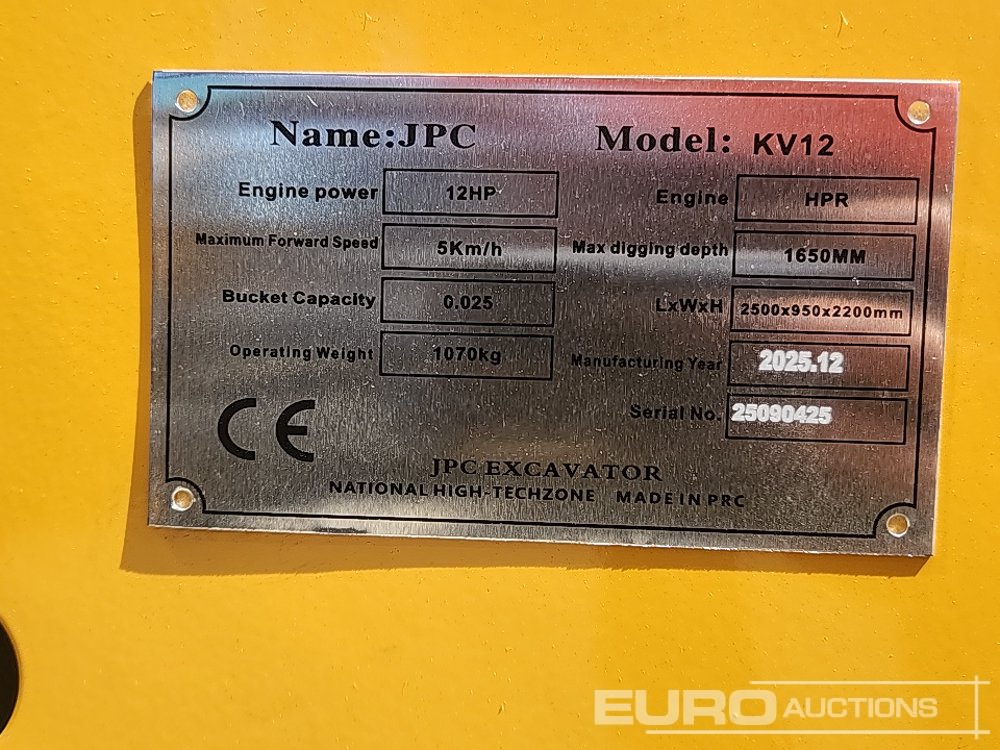 Name:JPC Model: KV12
Engine power 12HP Engine HPR
Maximum Forward Speed 5Km/h Max digging depth 1650MM
Bucket Capacity 0.025 LxWxH 2500x950x2200mm
Operating Weight 1070kg Manufacturing Year 2025.12
Serial No. 25090425
CE
JPC EXCAVATOR
NATIONAL HIGH-TECHZONE MADE IN PRC
EURO AUCTIONS